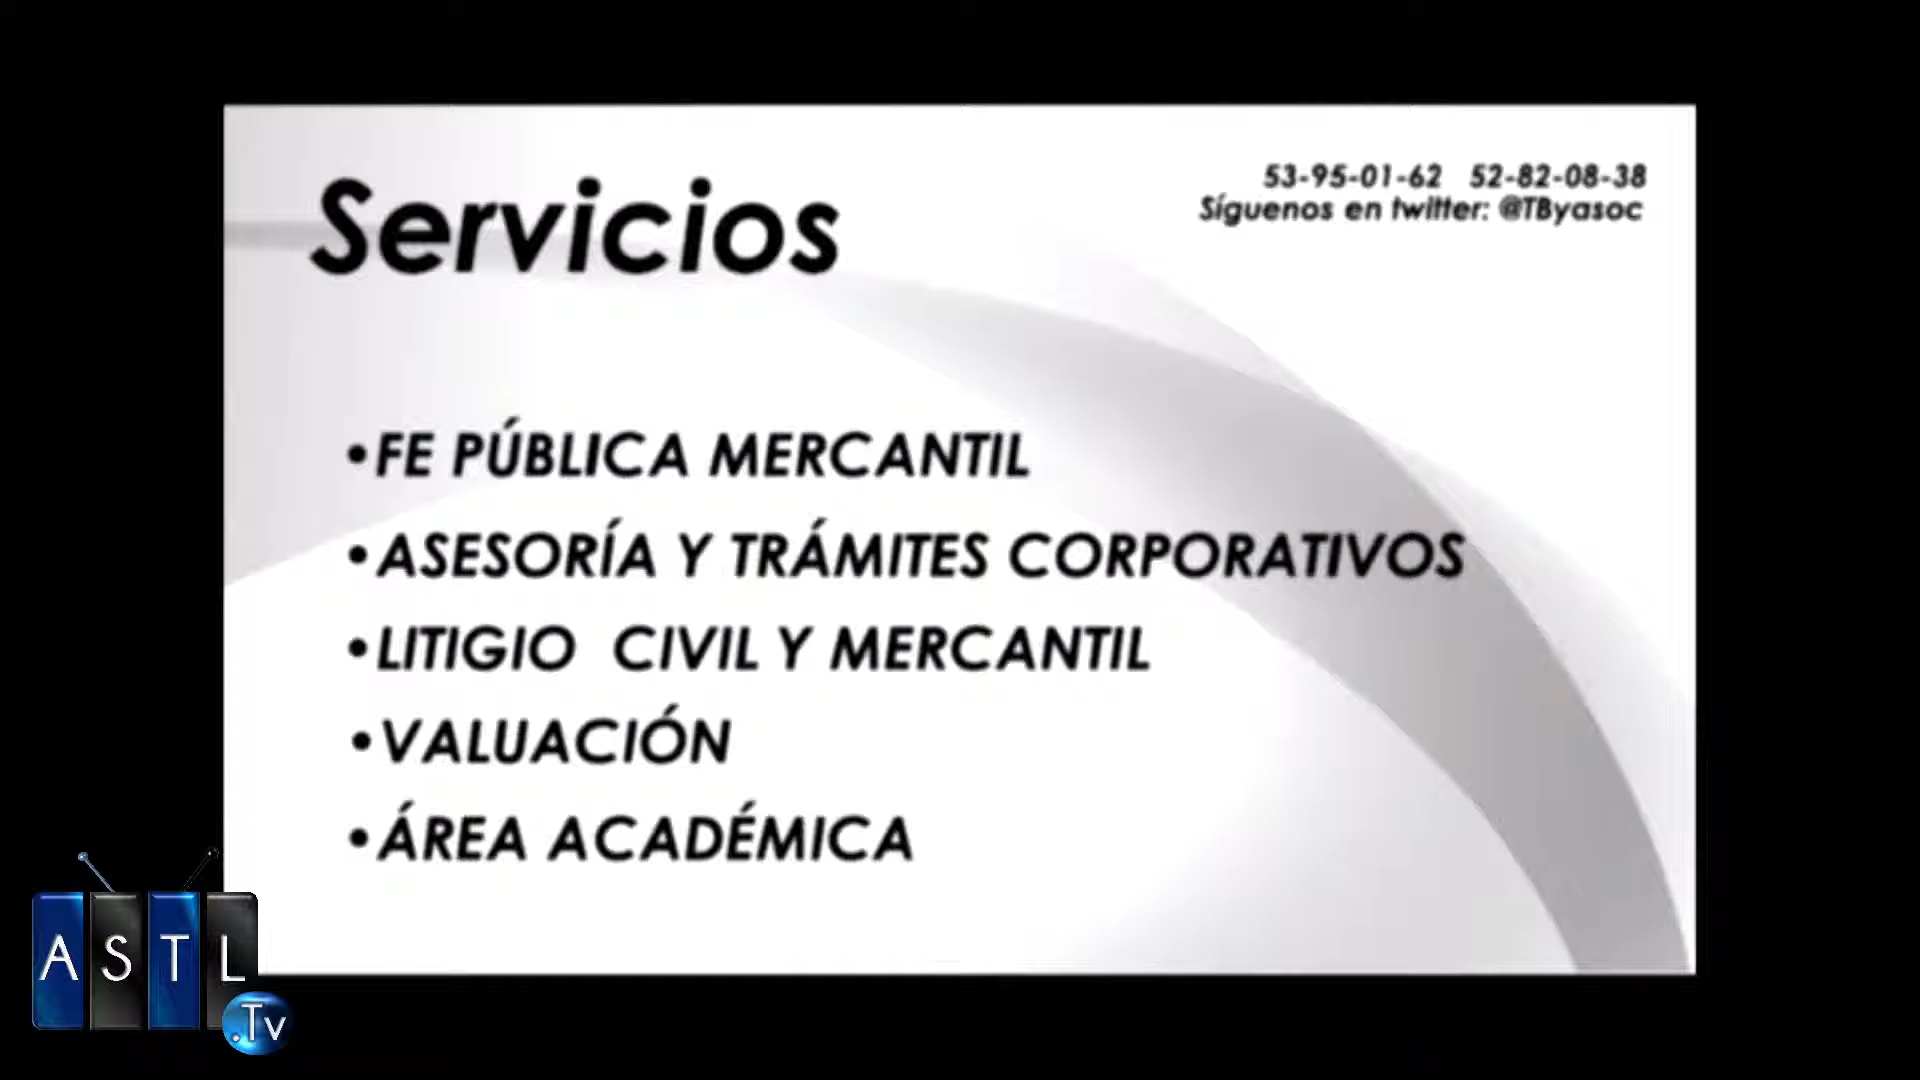 Servicios
53-95-01-62 52-82-08-38
Síguenos en twitter: @TByasoc
•FE PÚBLICA MERCANTIL
•ASESORÍA Y TRÁMITES CORPORATIVOS
•LITIGIO CIVIL Y MERCANTIL
•VALUACIÓN
•ÁREA ACADÉMICA
ASTL
.Tv